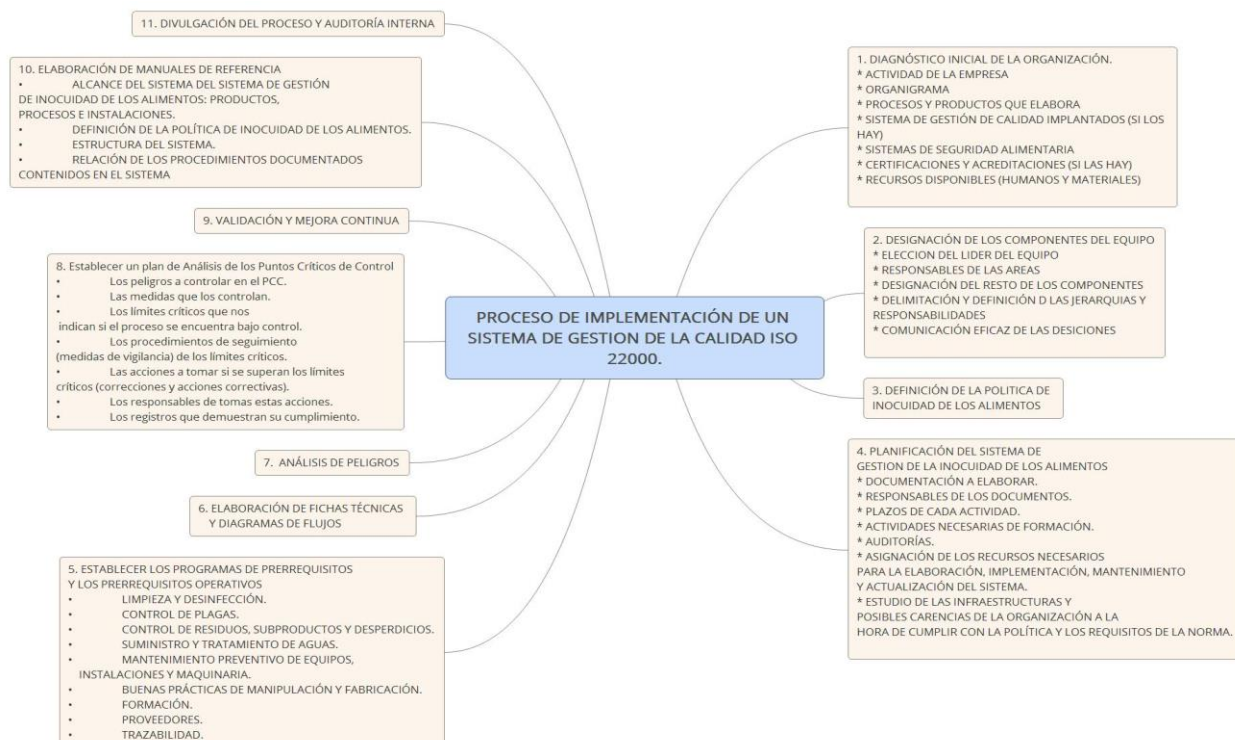 PROCESO DE IMPLEMENTACIÓN DE UN
SISTEMA DE GESTION DE LA CALIDAD ISO
22000.
1. DIAGNÓSTICO INICIAL DE LA ORGANIZACIÓN.
* ACTIVIDAD DE LA EMPRESA
* ORGANIGRAMA
* PROCESOS Y PRODUCTOS QUE ELABORA
* SISTEMA DE GESTIÓN DE CALIDAD IMPLANTADOS (SI LOS
HAY)
* SISTEMAS DE SEGURIDAD ALIMENTARIA
* CERTIFICACIONES Y ACREDITACIONES (SI LAS HAY)
* RECURSOS DISPONIBLES (HUMANOS Y MATERIALES)
2. DESIGNACIÓN DE LOS COMPONENTES DEL EQUIPO
* ELECCION DEL LIDER DEL EQUIPO
* RESPONSABLES DE LAS AREAS
* DESIGNACIÓN DEL RESTO DE LOS COMPONENTES
* DELIMITACIÓN Y DEFINICIÓN D LAS JERARQUIAS Y
RESPONSABILIDADES
* COMUNICACIÓN EFICAZ DE LAS DESICIONES
3. DEFINICIÓN DE LA POLITICA DE
INOCUIDAD DE LOS ALIMENTOS
4. PLANIFICACIÓN DEL SISTEMA DE
GESTION DE LA INOCUIDAD DE LOS ALIMENTOS
* DOCUMENTACIÓN A ELABORAR.
* RESPONSABLES DE LOS DOCUMENTOS.
* PLAZOS DE CADA ACTIVIDAD.
* ACTIVIDADES NECESARIAS DE FORMACIÓN.
* AUDITORÍAS.
* ASIGNACIÓN DE LOS RECURSOS NECESARIOS
PARA LA ELABORACIÓN, IMPLEMENTACIÓN, MANTENIMIENTO
Y ACTUALIZACIÓN DEL SISTEMA.
* ESTUDIO DE LAS INFRAESTRUCTURAS Y
POSIBLES CARENCIAS DE LA ORGANIZACIÓN A LA
HORA DE CUMPLIR CON LA POLÍTICA Y LOS REQUISITOS DE LA NORMA.
5. ESTABLECER LOS PROGRAMAS DE PRERREQUISITOS
Y LOS PRERREQUISITOS OPERATIVOS
• LIMPIEZA Y DESINFECCIÓN.
• CONTROL DE PLAGAS.
• CONTROL DE RESIDUOS, SUBPRODUCTOS Y DESPERDICIOS.
• SUMINISTRO Y TRATAMIENTO DE AGUAS.
• MANTENIMIENTO PREVENTIVO DE EQUIPOS,
INSTALACIONES Y MAQUINARIA.
• BUENAS PRÁCTICAS DE MANIPULACIÓN Y FABRICACIÓN.
• FORMACIÓN.
• PROVEEDORES.
• TRAZABILIDAD.
6. ELABORACIÓN DE FICHAS TÉCNICAS
Y DIAGRAMAS DE FLUJOS
7. ANÁLISIS DE PELIGROS
8. Establecer un plan de Análisis de los Puntos Críticos de Control
• Los peligros a controlar en el PCC.
• Las medidas que los controlan.
• Los límites críticos que nos
indican si el proceso se encuentra bajo control.
• Los procedimientos de seguimiento
(medidas de vigilancia) de los límites críticos.
• Las acciones a tomar si se superan los límites
críticos (correcciones y acciones correctivas).
• Los responsables de tomas estas acciones.
• Los registros que demuestran su cumplimiento.
9. VALIDACIÓN Y MEJORA CONTINUA
10. ELABORACIÓN DE MANUALES DE REFERENCIA
• ALCANCE DEL SISTEMA DEL SISTEMA DE GESTIÓN
DE INOCUIDAD DE LOS ALIMENTOS: PRODUCTOS,
PROCESOS E INSTALACIONES.
• DEFINICIÓN DE LA POLÍTICA DE INOCUIDAD DE LOS ALIMENTOS.
• ESTRUCTURA DEL SISTEMA.
• RELACIÓN DE LOS PROCEDIMIENTOS DOCUMENTADOS
CONTENIDOS EN EL SISTEMA
11. DIVULGACIÓN DEL PROCESO Y AUDITORÍA INTERNA